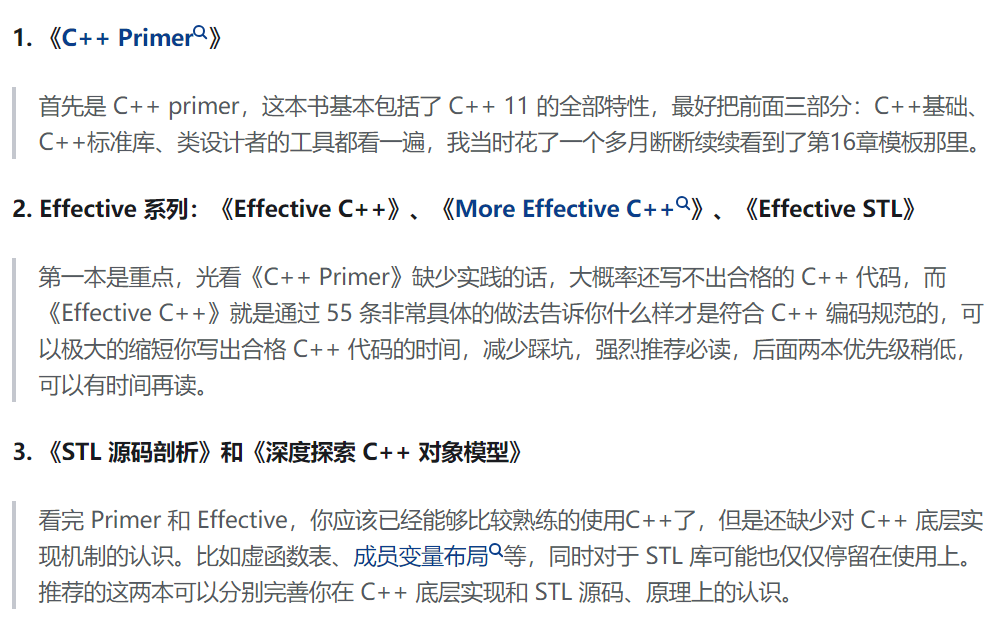 1. 《C++ Primer》
首先是 C++ primer，这本书基本包括了 C++ 11 的全部特性，最好把前面三部分：C++基础、
C++标准库、类设计者的工具都看一遍，我当时花了一个多月断断续续看到了第16章模板那里。
2. Effective 系列：《Effective C++》、《More Effective C++》、《Effective STL》
第一本是重点，光看《C++ Primer》缺少实践的话，大概率还写不出合格的 C++ 代码，而
《Effective C++》就是通过 55 条非常具体的做法告诉你什么样才是符合 C++ 编码规范的，可
以极大的缩短你写出合格 C++ 代码的时间，减少踩坑，强烈推荐必读，后面两本优先级稍低，
可以有时间再读。
3. 《STL 源码剖析》和《深度探索 C++ 对象模型》
看完 Primer 和 Effective，你应该已经能够比较熟练的使用C++了，但是还缺少对 C++ 底层实
现机制的认识。比如虚函数表、成员变量布局等，同时对于 STL 库可能也仅仅停留在使用上。
推荐的这两本可以分别完善你在 C++ 底层实现和 STL 源码、原理上的认识。